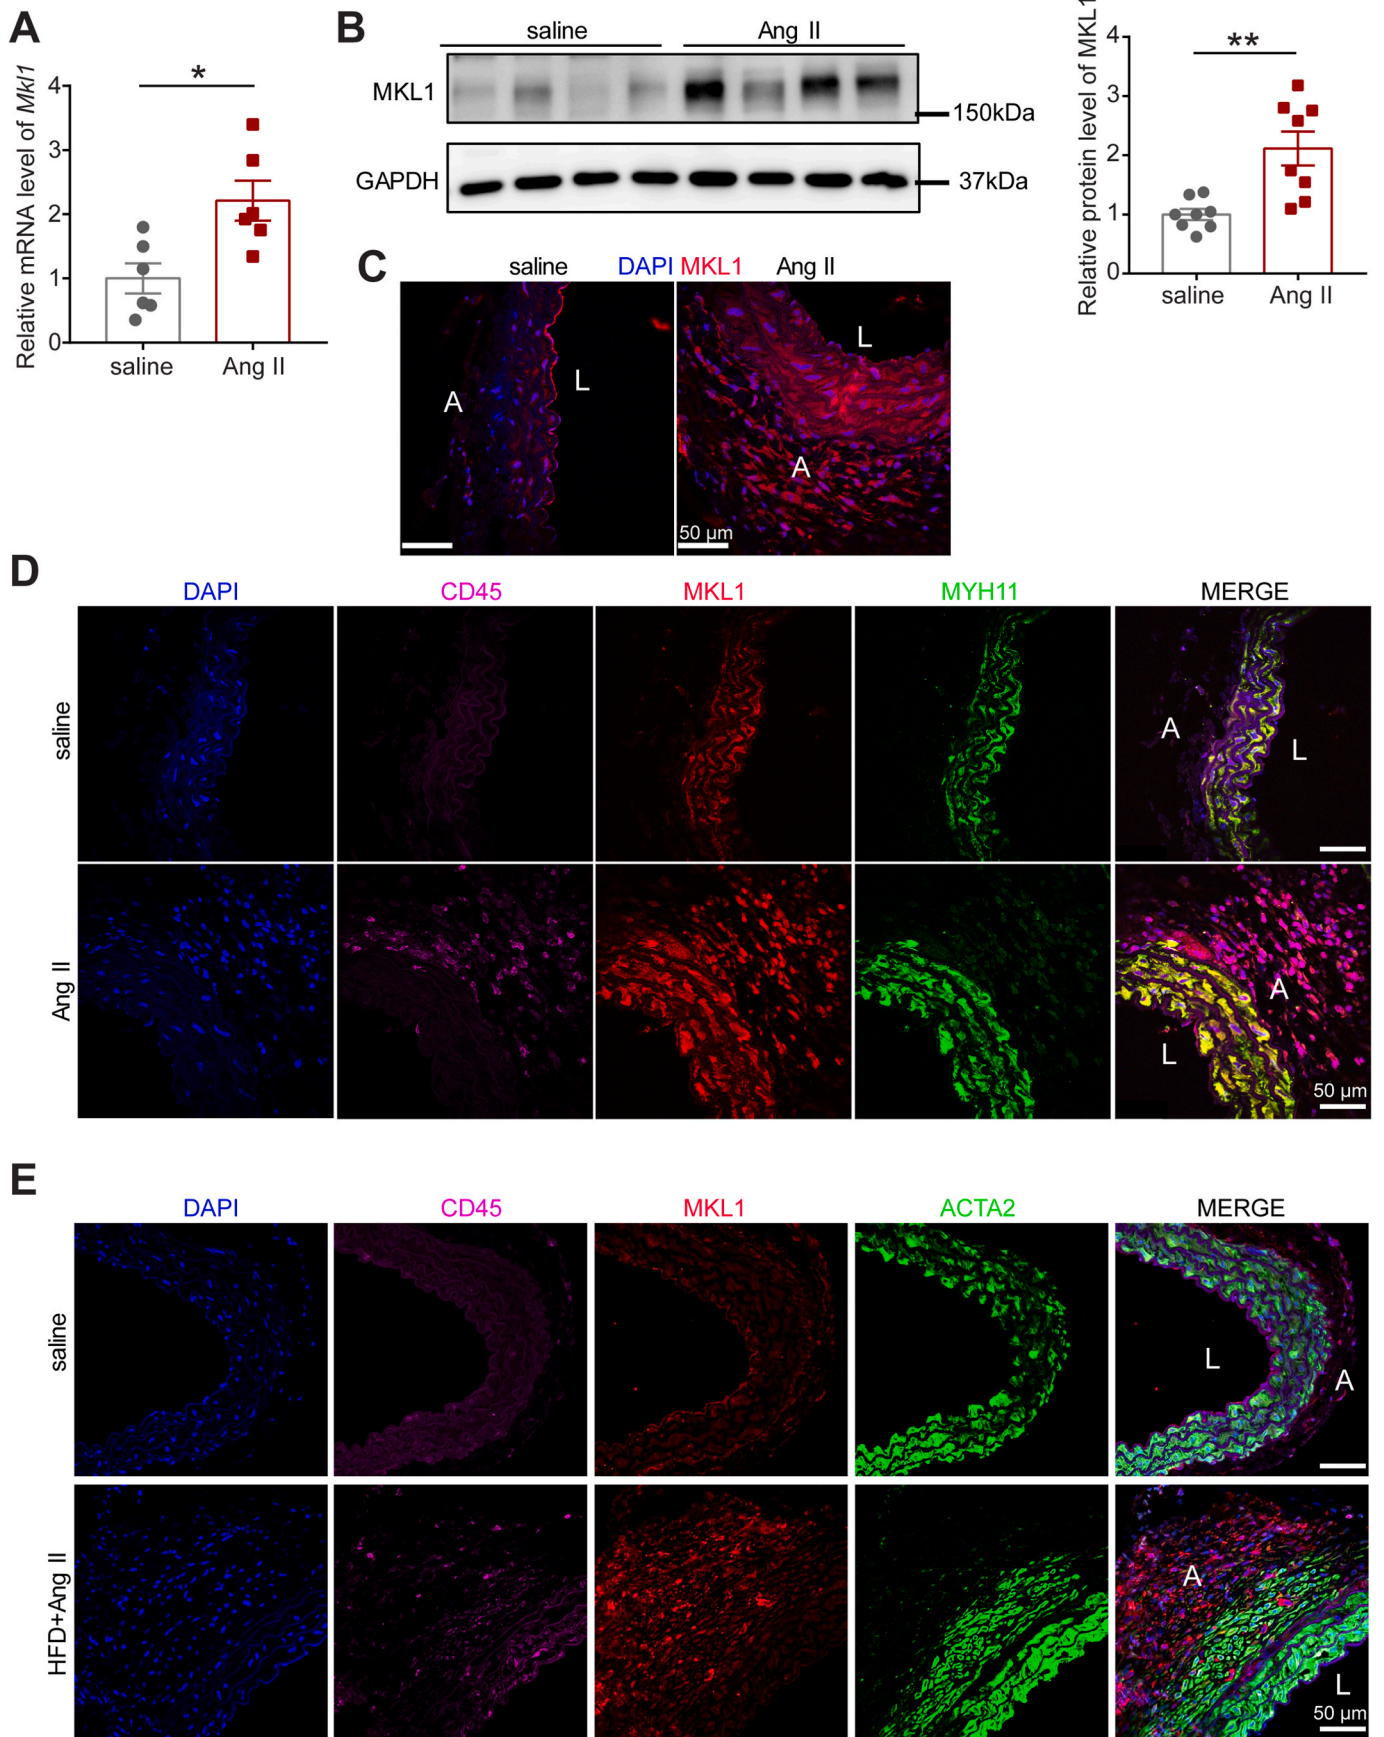 A
Relative mRNA level of Mkl1
*
4
3
2
1
0
saline
Ang II
B
saline
Ang II
MKL1
150kDa
GAPDH
37kDa
Relative protein level of MKL1
**
4
3
2
1
0
saline
Ang II
C
saline
DAPI MKL1
Ang II
A
L
L
A
50 µm
D
DAPI
CD45
MKL1
MYH11
MERGE
saline
A
L
Ang II
A
L
50 µm
E
DAPI
CD45
MKL1
ACTA2
MERGE
saline
L
A
HFD+Ang II
A
L
50 µm